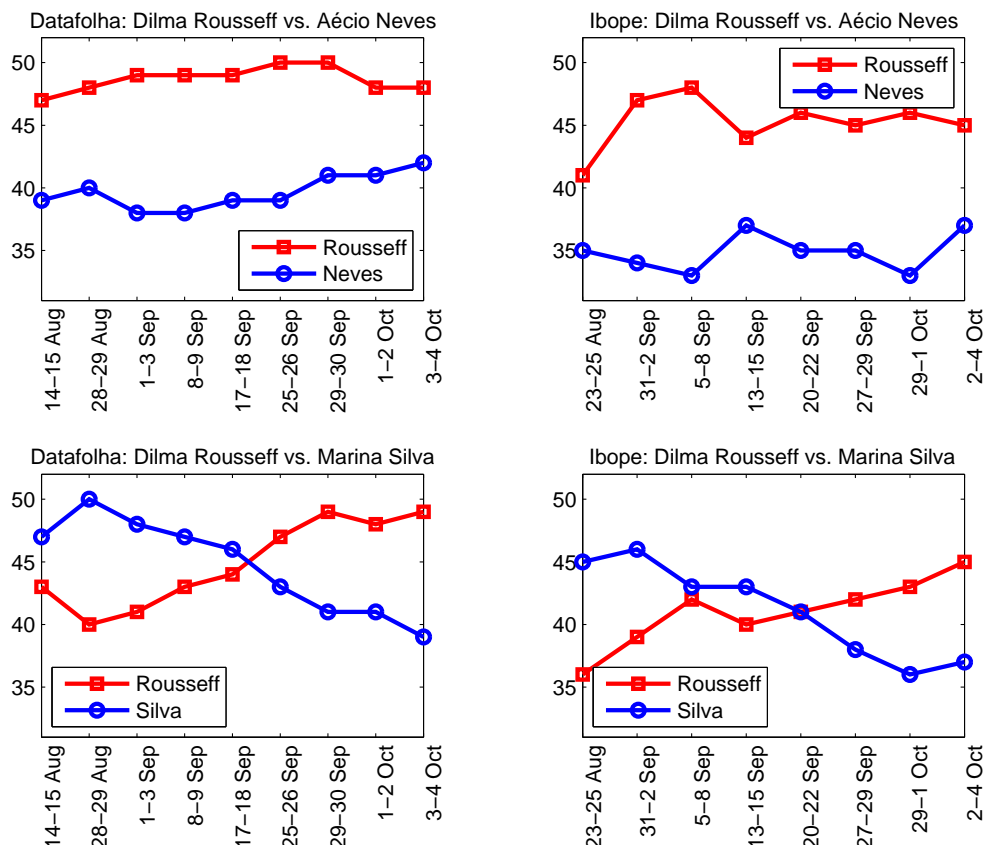 Datafolha: Dilma Rousseff vs. Aécio Neves
50
45
40
35
Rousseff
Neves
14–15 Aug
28–29 Aug
1–3 Sep
8–9 Sep
17–18 Sep
25–26 Sep
29–30 Sep
1–2 Oct
3–4 Oct
Ibope: Dilma Rousseff vs. Aécio Neves
50
45
40
35
Rousseff
Neves
23–25 Aug
31–2 Sep
5–8 Sep
13–15 Sep
20–22 Sep
27–29 Sep
29–1 Oct
2–4 Oct
Datafolha: Dilma Rousseff vs. Marina Silva
50
45
40
35
Rousseff
Silva
14–15 Aug
28–29 Aug
1–3 Sep
8–9 Sep
17–18 Sep
25–26 Sep
29–30 Sep
1–2 Oct
3–4 Oct
Ibope: Dilma Rousseff vs. Marina Silva
50
45
40
35
Rousseff
Silva
23–25 Aug
31–2 Sep
5–8 Sep
13–15 Sep
20–22 Sep
27–29 Sep
29–1 Oct
2–4 Oct